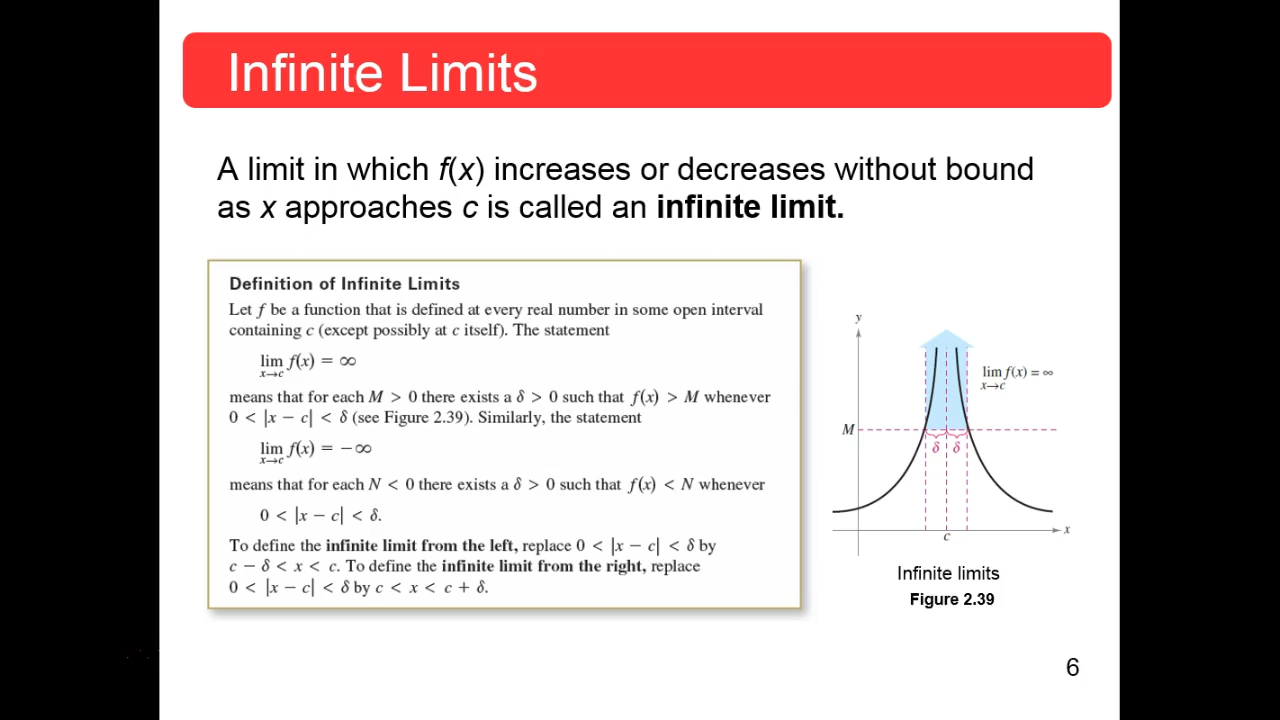 Infinite Limits
A limit in which f(x) increases or decreases without bound
as x approaches c is called an infinite limit.
Definition of Infinite Limits
Let f be a function that is defined at every real number in some open interval
containing c (except possibly at c itself). The statement
lim f(x) = ∞
x→c
means that for each M > 0 there exists a δ > 0 such that f(x) > M whenever
0 < |x − c| < δ (see Figure 2.39). Similarly, the statement
lim f(x) = −∞
x→c
means that for each N < 0 there exists a δ > 0 such that f(x) < N whenever
0 < |x − c| < δ.
To define the infinite limit from the left, replace 0 < |x − c| < δ by
c − δ < x < c. To define the infinite limit from the right, replace
0 < |x − c| < δ by c < x < c + δ.
y
lim f(x) = ∞
x→c
M
δ δ
x
c
Infinite limits
Figure 2.39
6